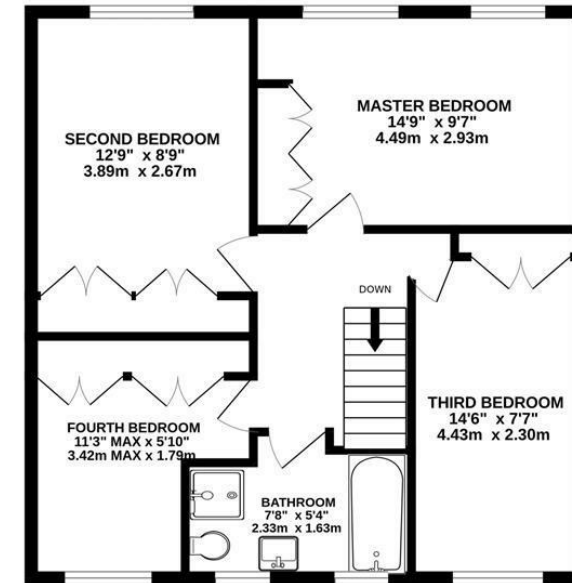 SECOND BEDROOM
12'9" x 8'9"
3.89m x 2.67m
MASTER BEDROOM
14'9" x 9'7"
4.49m x 2.93m
DOWN
THIRD BEDROOM
14'6" x 7'7"
4.43m x 2.30m
FOURTH BEDROOM
11'3" MAX x 5'10"
3.42m MAX x 1.79m
BATHROOM
7'8" x 5'4"
2.33m x 1.63m